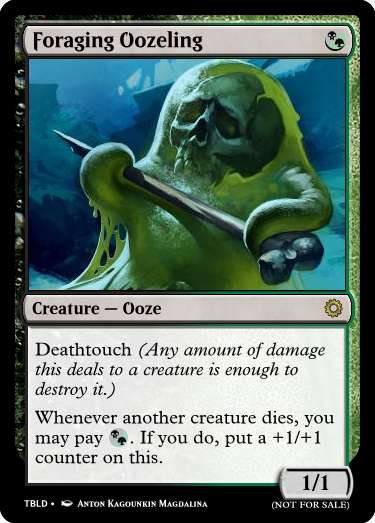 Foraging Oozeling
Creature — Ooze
Deathtouch (Any amount of damage
this deals to a creature is enough to
destroy it.)
Whenever another creature dies, you
may pay . If you do, put a +1/+1
counter on this.
1/1
TBLD • Anton Kagounkin Magdalina
(NOT FOR SALE)